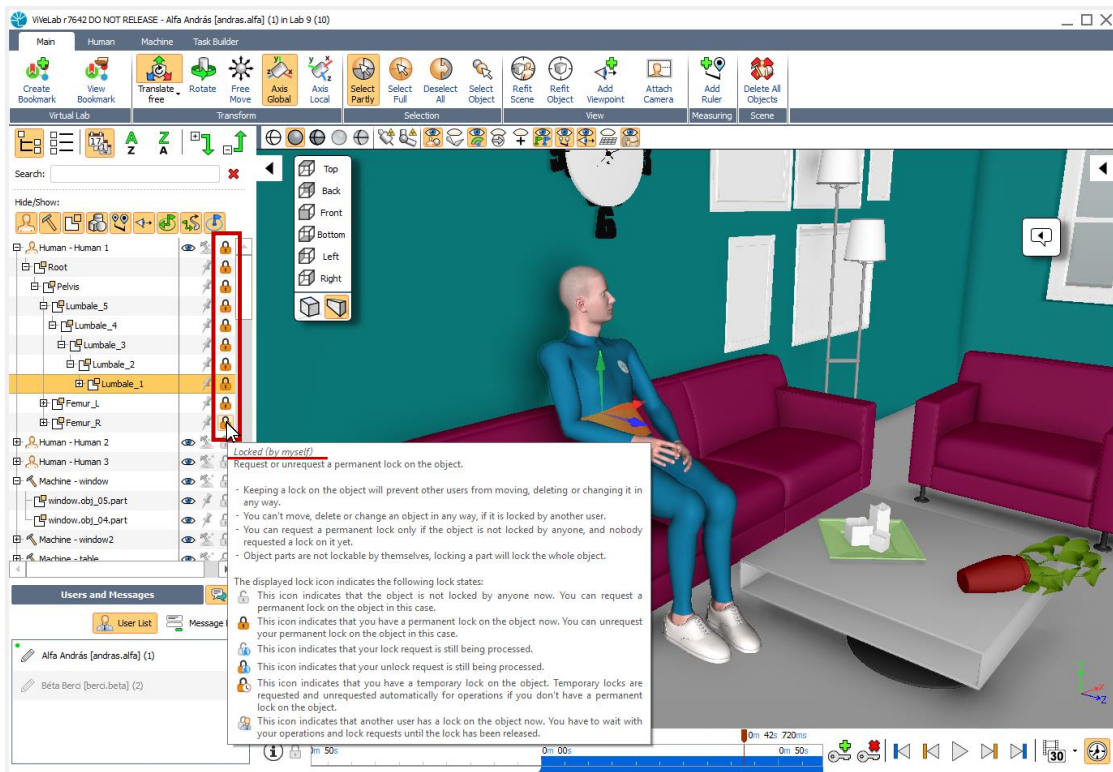 ViVeLab r7642 DO NOT RELEASE - Alfa András [andras.alfa] (1) in Lab 9 (10)
Main Human Machine Task Builder
Create Bookmark
View Bookmark
Translate free
Rotate
Free Move
Axis Global
Axis Local
Select Partly
Select Full
Deselect All
Select Object
Refit Scene
Refit Object
Add Viewpoint
Attach Camera
Add Ruler
Delete All Objects
Virtual Lab Transform Selection View Measuring Scene
Search:
Hide/Show:
Human - Human 1
Root
Pelvis
Lumbale_5
Lumbale_4
Lumbale_3
Lumbale_2
Lumbale_1
Femur_L
Femur_R
Human - Human 2
Human - Human 3
Machine - window
window.obj_05.part
window.obj_04.part
Machine - window2
Machine - table
Top
Back
Front
Bottom
Left
Right
Locked (by myself)
Request or unrequest a permanent lock on the object.
- Keeping a lock on the object will prevent other users from moving, deleting or changing it in
any way.
- You can't move, delete or change an object in any way, if it is locked by another user.
- You can request a permanent lock only if the object is not locked by anyone, and nobody
requested a lock on it yet.
- Object parts are not lockable by themselves, locking a part will lock the whole object.
The displayed lock icon indicates the following lock states:
This icon indicates that the object is not locked by anyone now. You can request a
permanent lock on the object in this case.
This icon indicates that you have a permanent lock on the object now. You can unrequest
your permanent lock on the object in this case.
This icon indicates that your lock request is still being processed.
This icon indicates that your unlock request is still being processed.
This icon indicates that you have a temporary lock on the object. Temporary locks are
requested and unrequested automatically for operations if you don't have a permanent
lock on the object.
This icon indicates that another user has a lock on the object now. You have to wait with
your operations and lock requests until the lock has been released.
Users and Messages
User List Message
Alfa András [andras.alfa] (1)
Béta Berci [berci.beta] (2)
0m 42s 720ms
0m 50s 0m 00s 0m 50s
30